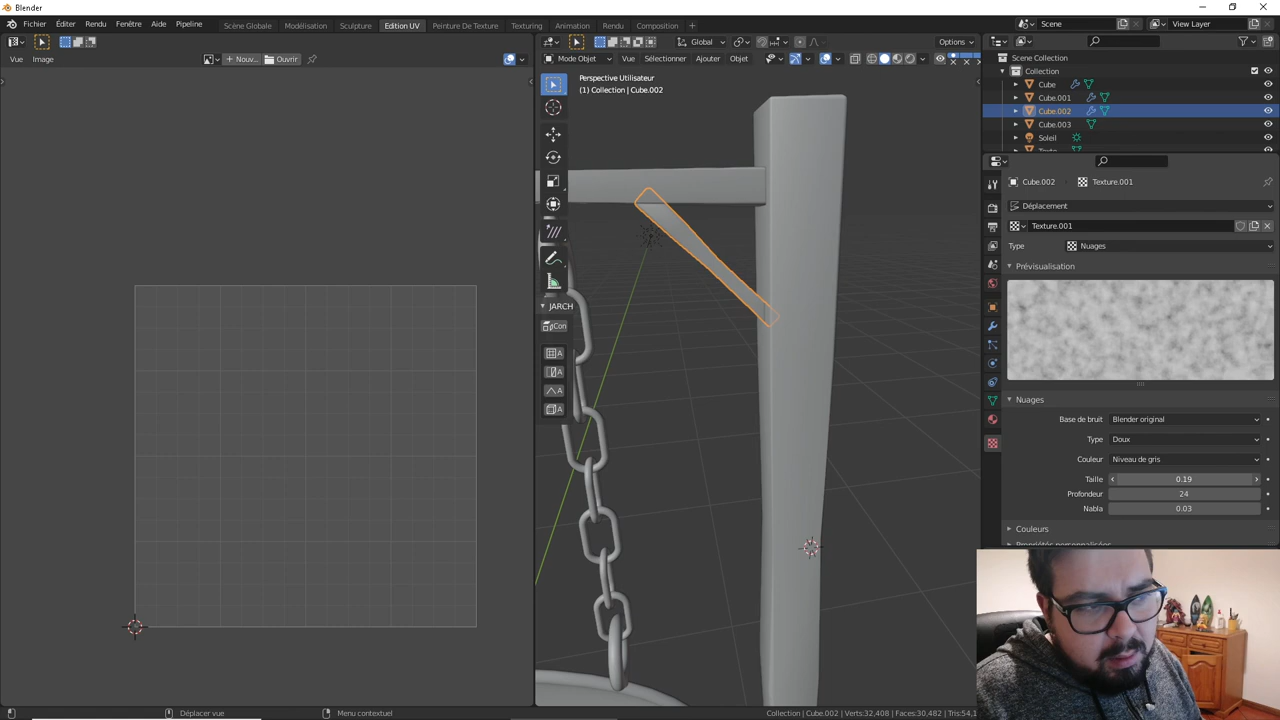 Blender
Fichier Éditer Rendu Fenêtre Aide Pipeline
Scène Globale Modélisation Sculpture Edition UV Peinture De Texture Texturing Animation Rendu Composition +
Scene View Layer
Global Options
Vue Image + Nouv... Ouvrir
Mode Objet Vue Sélectionner Ajouter Objet
Perspective Utilisateur
(1) Collection | Cube.002
JARCH
Con
A
A
A
A
Scene Collection
Collection
Cube
Cube.001
Cube.002
Cube.003
Soleil
Texte
Cube.002 Texture.001
Déplacement
Texture.001
Type Nuages
Prévisualisation
Nuages
Base de bruit Blender original
Type Doux
Couleur Niveau de gris
Taille 0.19
Profondeur 24
Nabla 0.03
Couleurs
Propriétés personnalisées
Déplacer vue Menu contextuel
Collection | Cube.002 | Verts:32,408 | Faces:30,482 | Tris:54,1